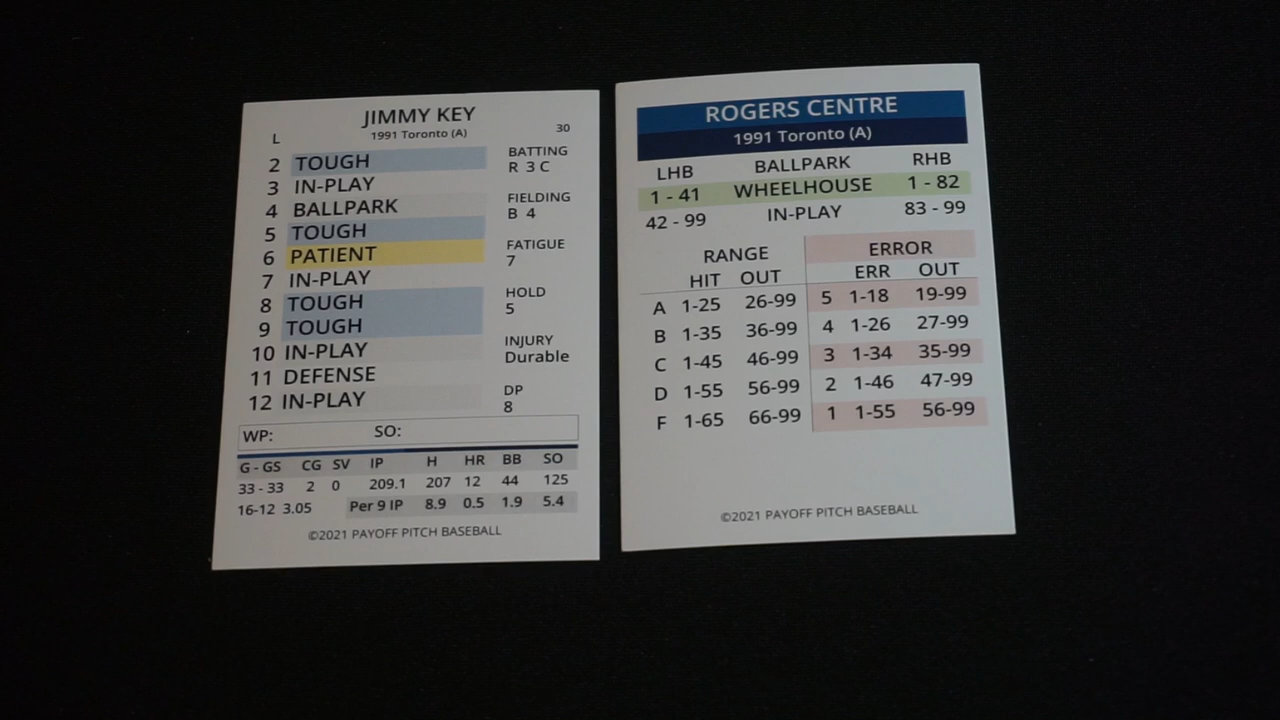 JIMMY KEY
L 1991 Toronto (A) 30
2 TOUGH
3 IN-PLAY
4 BALLPARK
5 TOUGH
6 PATIENT
7 IN-PLAY
8 TOUGH
9 TOUGH
10 IN-PLAY
11 DEFENSE
12 IN-PLAY
BATTING
R 3 C
FIELDING
B 4
FATIGUE
7
HOLD
5
INJURY
Durable
DP
8
WP: SO:
G - GS CG SV IP H HR BB SO
33 - 33 2 0 209.1 207 12 44 125
16-12 3.05 Per 9 IP 8.9 0.5 1.9 5.4
©2021 PAYOFF PITCH BASEBALL
ROGERS CENTRE
1991 Toronto (A)
LHB BALLPARK RHB
1 - 41 WHEELHOUSE 1 - 82
42 - 99 IN-PLAY 83 - 99
RANGE
HIT OUT
A 1-25 26-99
B 1-35 36-99
C 1-45 46-99
D 1-55 56-99
F 1-65 66-99
ERROR
ERR OUT
5 1-18 19-99
4 1-26 27-99
3 1-34 35-99
2 1-46 47-99
1 1-55 56-99
©2021 PAYOFF PITCH BASEBALL